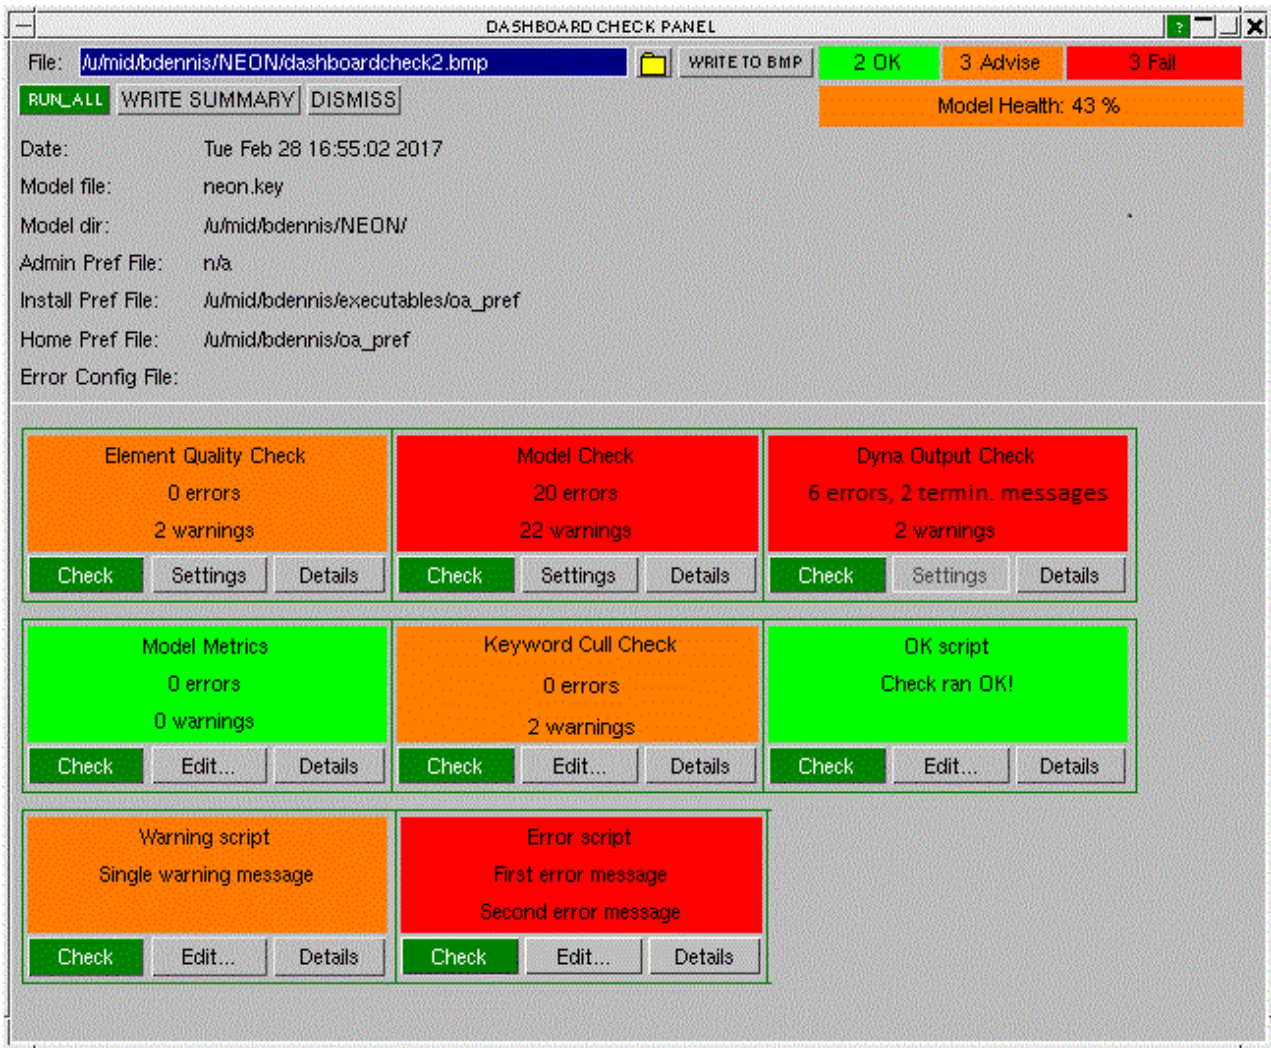 DASHBOARD CHECK PANEL
?
File: /u/mid/bdennis/NEON/dashboardcheck2.bmp WRITE TO BMP 2 OK 3 Advise 3 Fail
RUN_ALL WRITE SUMMARY DISMISS Model Health: 43 %
Date: Tue Feb 28 16:55:02 2017
Model file: neon.key
Model dir: /u/mid/bdennis/NEON/
Admin Pref File: n/a
Install Pref File: /u/mid/bdennis/executables/oa_pref
Home Pref File: /u/mid/bdennis/oa_pref
Error Config File:
Element Quality Check
0 errors
2 warnings
Check Settings Details
Model Check
20 errors
22 warnings
Check Settings Details
Dyna Output Check
6 errors, 2 termin. messages
2 warnings
Check Settings Details
Model Metrics
0 errors
0 warnings
Check Edit... Details
Keyword Cull Check
0 errors
2 warnings
Check Edit... Details
OK script
Check ran OK!
Check Edit... Details
Warning script
Single warning message
Check Edit... Details
Error script
First error message
Second error message
Check Edit... Details